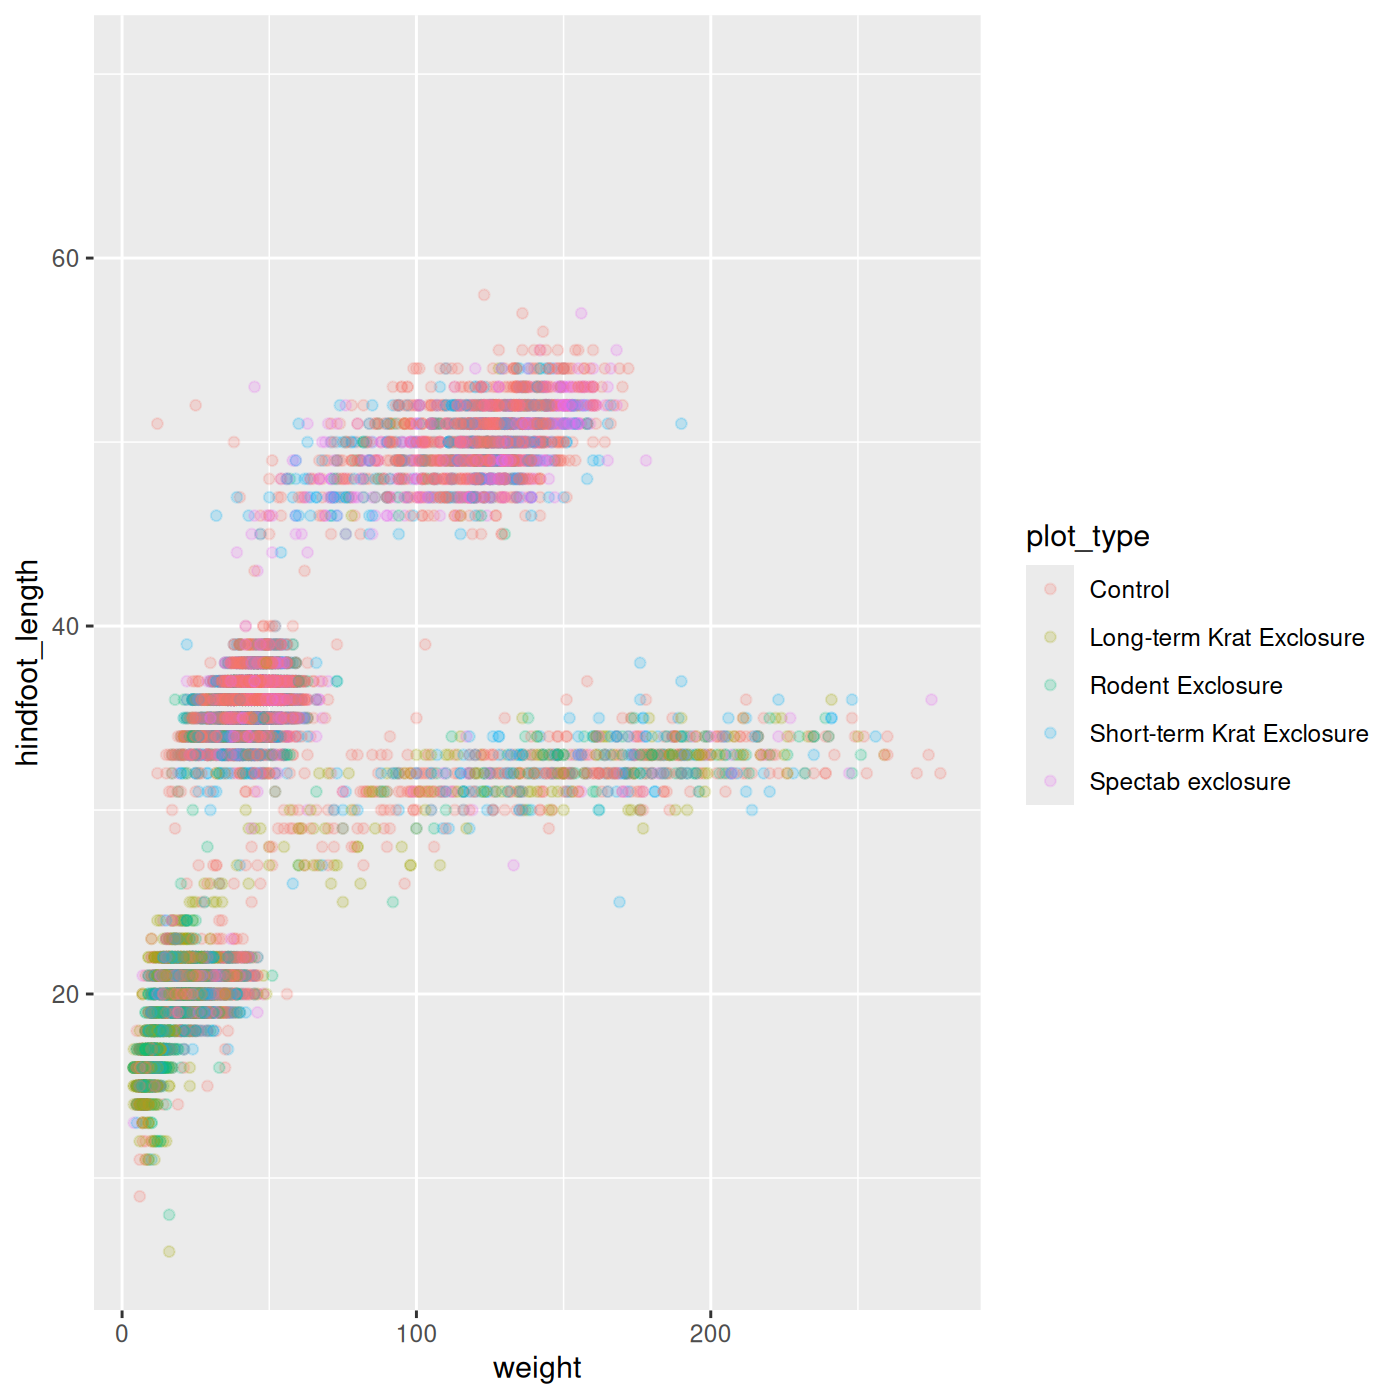 60
40
20
hindfoot_length
0
100
200
weight
plot_type
Control
Long-term Krat Exclosure
Rodent Exclosure
Short-term Krat Exclosure
Spectab exclosure